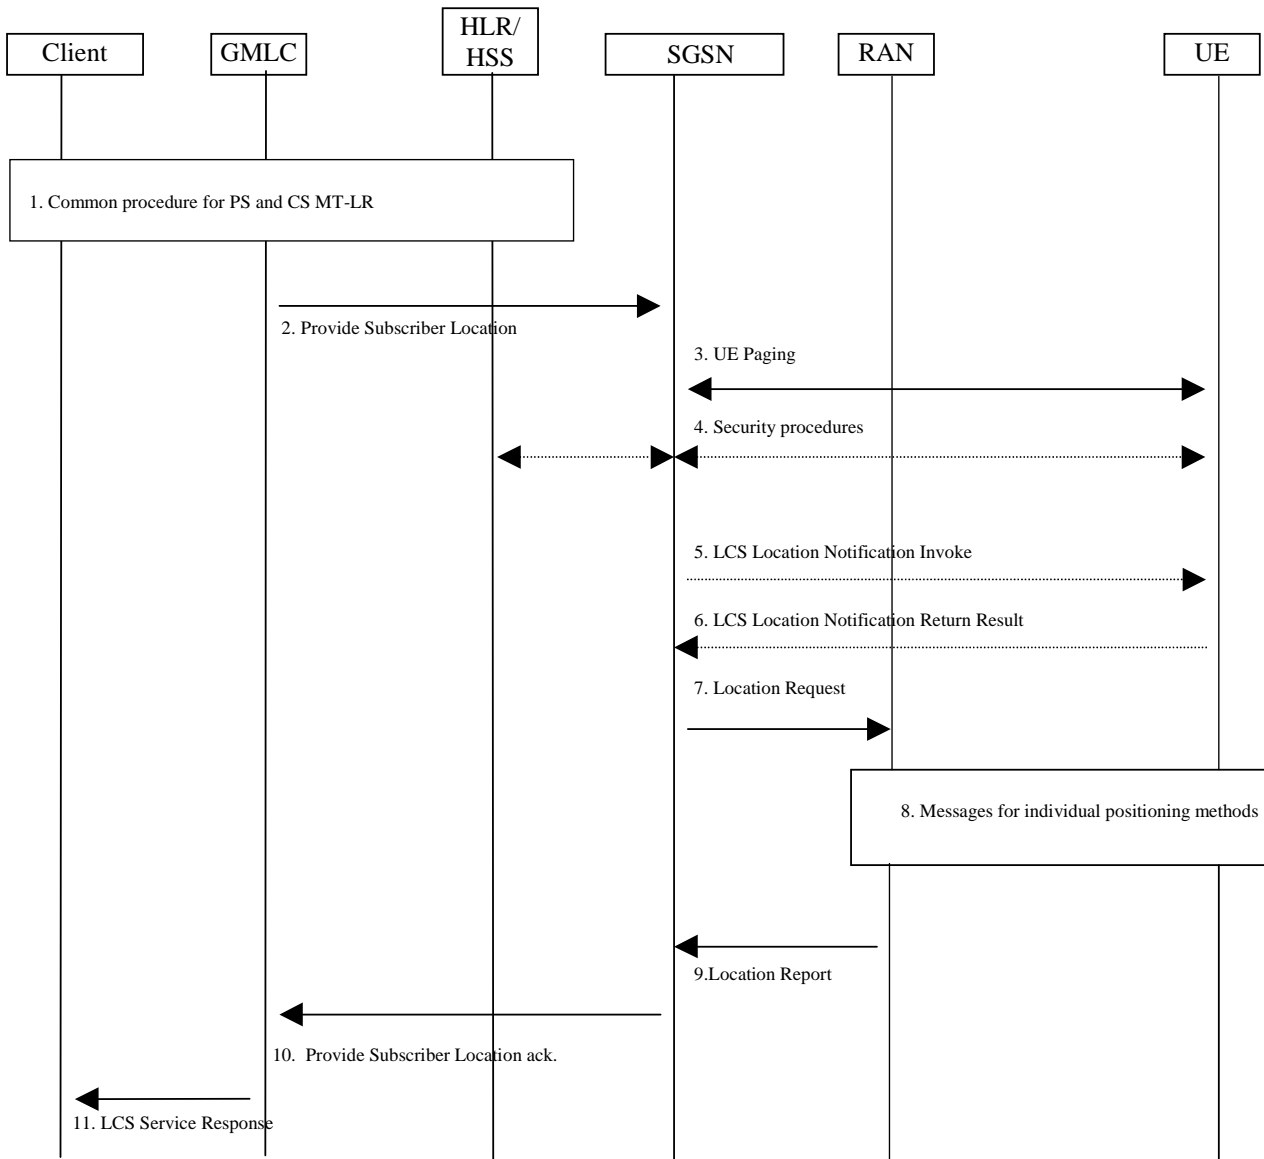 Client
GMLC
HLR/
HSS
SGSN
RAN
UE
1. Common procedure for PS and CS MT-LR
2. Provide Subscriber Location
3. UE Paging
4. Security procedures
5. LCS Location Notification Invoke
6. LCS Location Notification Return Result
7. Location Request
8. Messages for individual positioning methods
9.Location Report
10. Provide Subscriber Location ack.
11. LCS Service Response